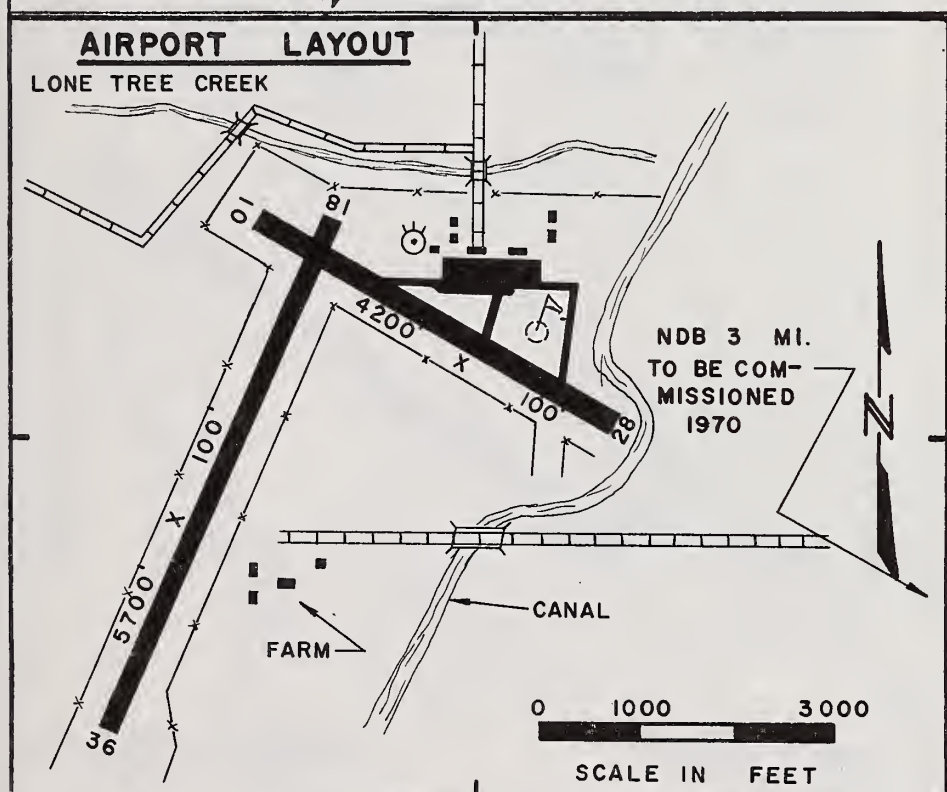 AIRPORT LAYOUT
LONE TREE CREEK
10
18
4200' X 100'
28
5700' X 100'
36
NDB 3 MI.
TO BE COM-
MISSIONED
1970
N
CANAL
FARM
0 1000 3000
SCALE IN FEET